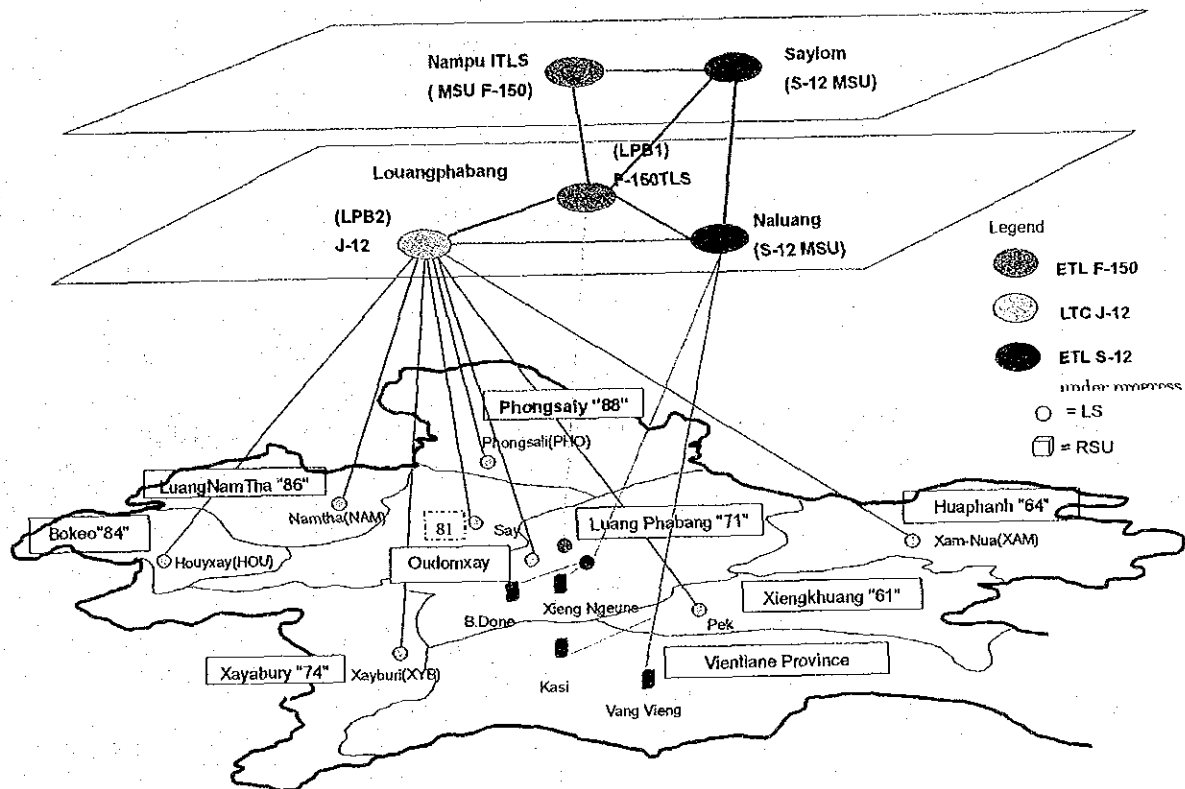 Nampu ITLS
( MSU F-150)
Saylom
(S-12 MSU)
(LPB1)
F-150TLS
Louangphabang
(LPB2)
J-12
Naluang
(S-12 MSU)
Legend
ETL F-150
LTC J-12
ETL S-12
under progress
= LS
= RSU
Phongsaly "88"
Phongsali(PHO)
LuangNamTha "86"
Namtha(NAM)
Bokeo"84"
Houyxay(HOU)
81
Say
Oudomxay
Luang Phabang "71"
Huaphanh "64"
Xam-Nua(XAM)
B.Done
Xieng Ngeune
Xiengkhuang "61"
Pek
Xayabury "74"
Xayburi(XYB)
Kasi
Vientiane Province
Vang Vieng